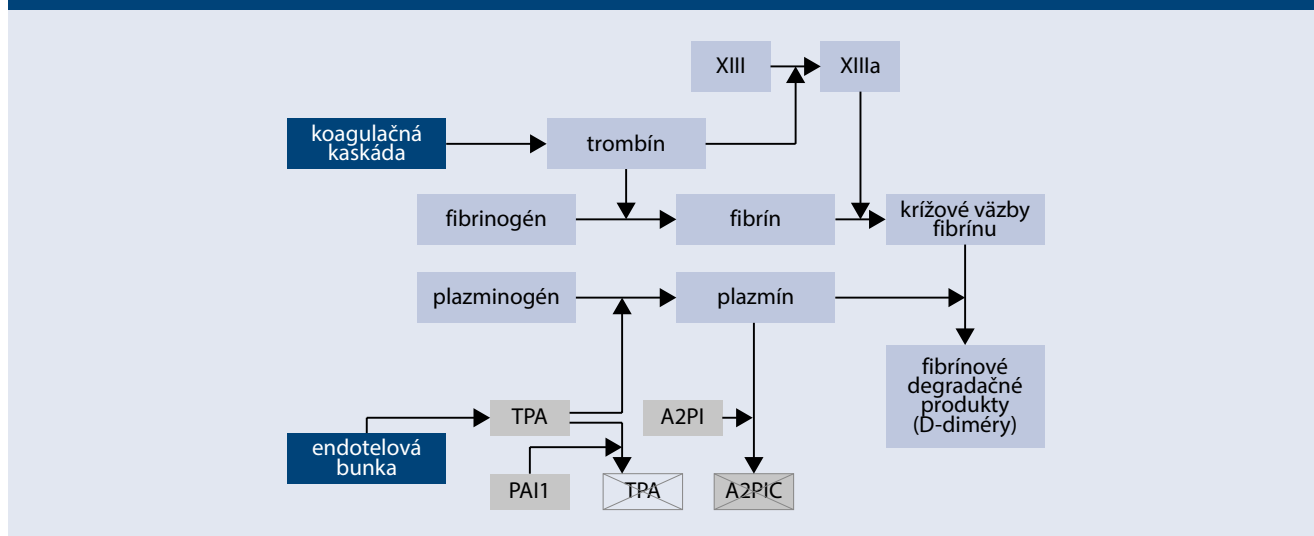 XIII
XIIIa
koagulačná
kaskáda
trombín
fibrinogén
fibrín
krížové väzby
fibrínu
plazminogén
plazmín
fibrínové
degradačné
produkty
(D-diméry)
TPA
A2PI
endotelová
bunka
PAI1
TPA
A2PIC